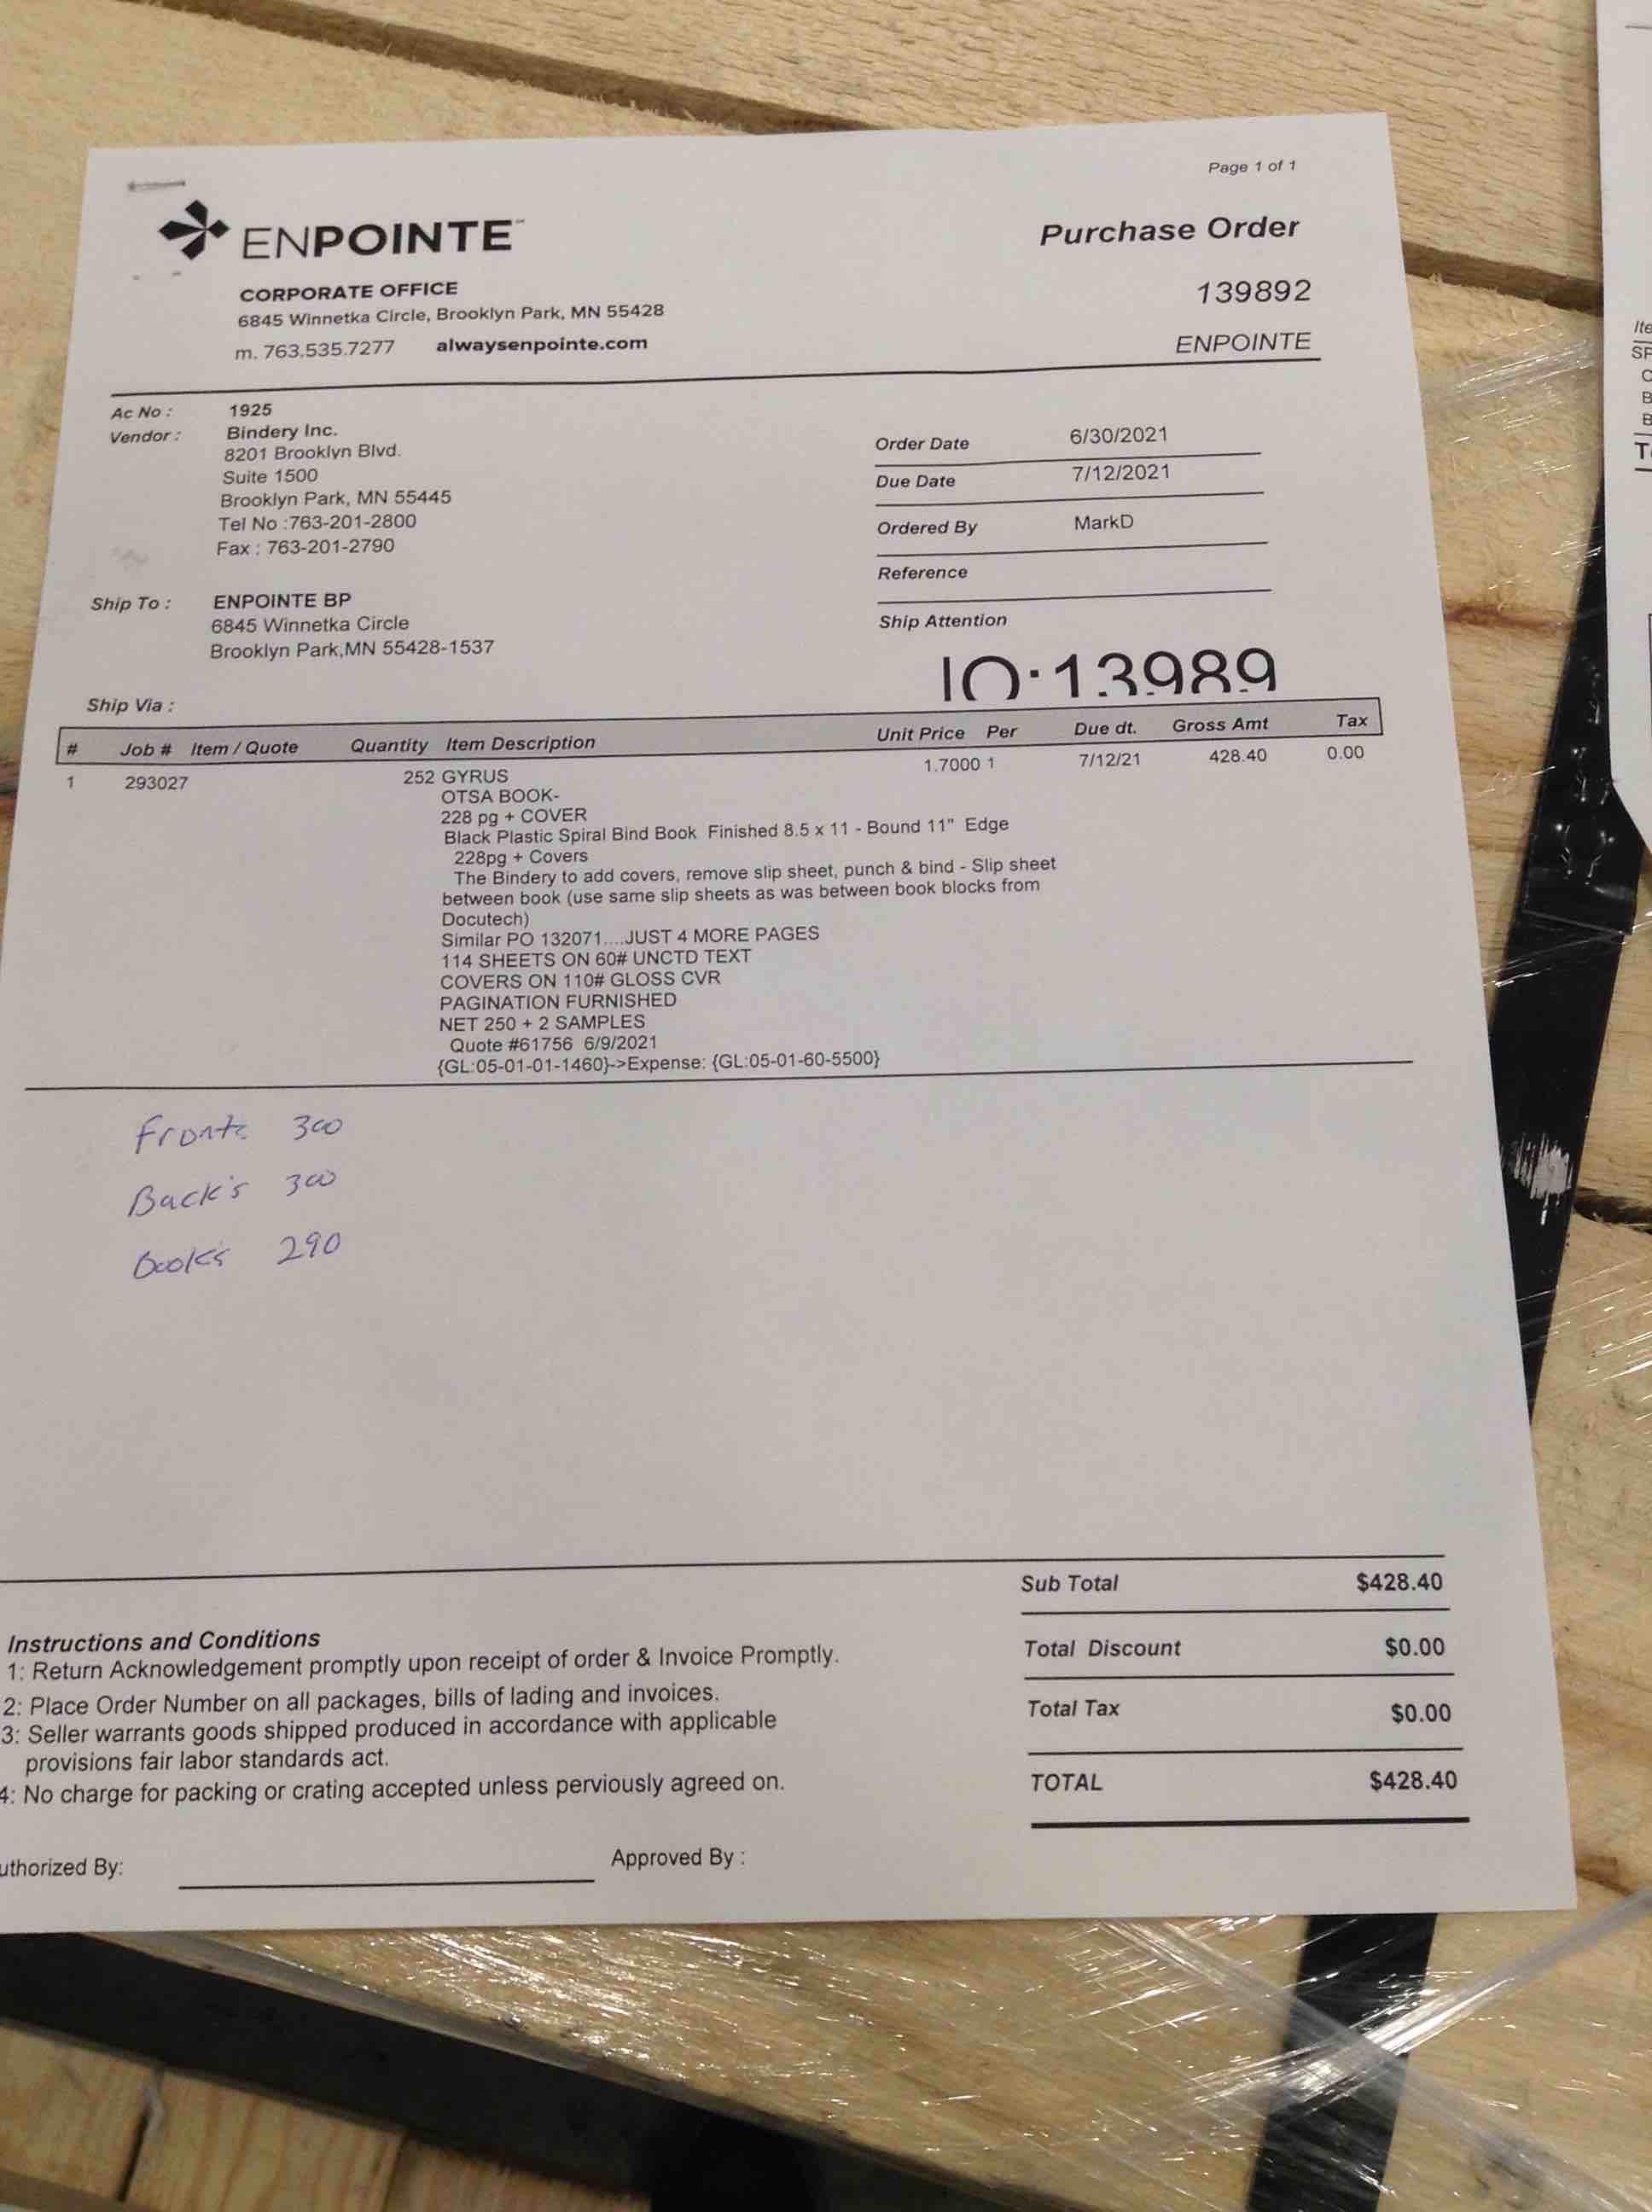 Page 1 of 1
ENPOINTE™
Purchase Order
CORPORATE OFFICE
139892
6845 Winnetka Circle, Brooklyn Park, MN 55428
m. 763.535.7277 alwaysenpointe.com
ENPOINTE
Ac No : 1925
Vendor : Bindery Inc.
8201 Brooklyn Blvd.
Suite 1500
Brooklyn Park, MN 55445
Tel No :763-201-2800
Fax : 763-201-2790
Order Date 6/30/2021
Due Date 7/12/2021
Ordered By MarkD
Reference
Ship Attention
Ship To : ENPOINTE BP
6845 Winnetka Circle
Brooklyn Park,MN 55428-1537
13989
Ship Via :
# Job # Item / Quote Quantity Item Description Unit Price Per Due dt. Gross Amt Tax
1 293027 252 GYRUS 1.7000 1 7/12/21 428.40 0.00
OTSA BOOK-
228 pg + COVER
Black Plastic Spiral Bind Book Finished 8.5 x 11 - Bound 11" Edge
228pg + Covers
The Bindery to add covers, remove slip sheet, punch & bind - Slip sheet
between book (use same slip sheets as was between book blocks from
Docutech)
Similar PO 132071....JUST 4 MORE PAGES
114 SHEETS ON 60# UNCTD TEXT
COVERS ON 110# GLOSS CVR
PAGINATION FURNISHED
NET 250 + 2 SAMPLES
Quote #61756 6/9/2021
{GL:05-01-01-1460}->Expense: {GL:05-01-60-5500}
Fronts 300
Back's 300
Book's 290
Sub Total $428.40
Total Discount $0.00
Total Tax $0.00
TOTAL $428.40
Instructions and Conditions
1: Return Acknowledgement promptly upon receipt of order & Invoice Promptly.
2: Place Order Number on all packages, bills of lading and invoices.
3: Seller warrants goods shipped produced in accordance with applicable
provisions fair labor standards act.
4: No charge for packing or crating accepted unless perviously agreed on.
uthorized By: Approved By :